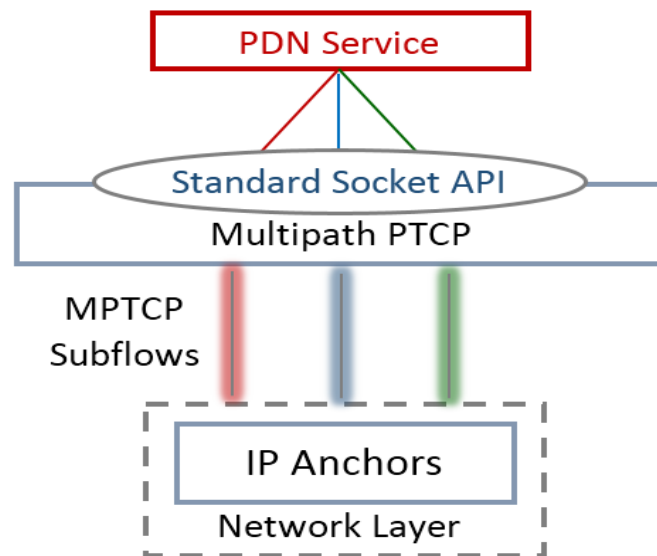 PDN Service
Standard Socket API
Multipath PTCP
MPTCP
Subflows
IP Anchors
Network Layer